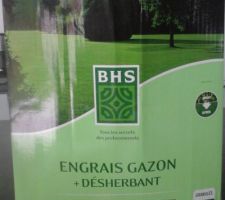 BHS
Tous les secrets
des professionnels
ENGRAIS GAZON
+ DÉSHERBANT